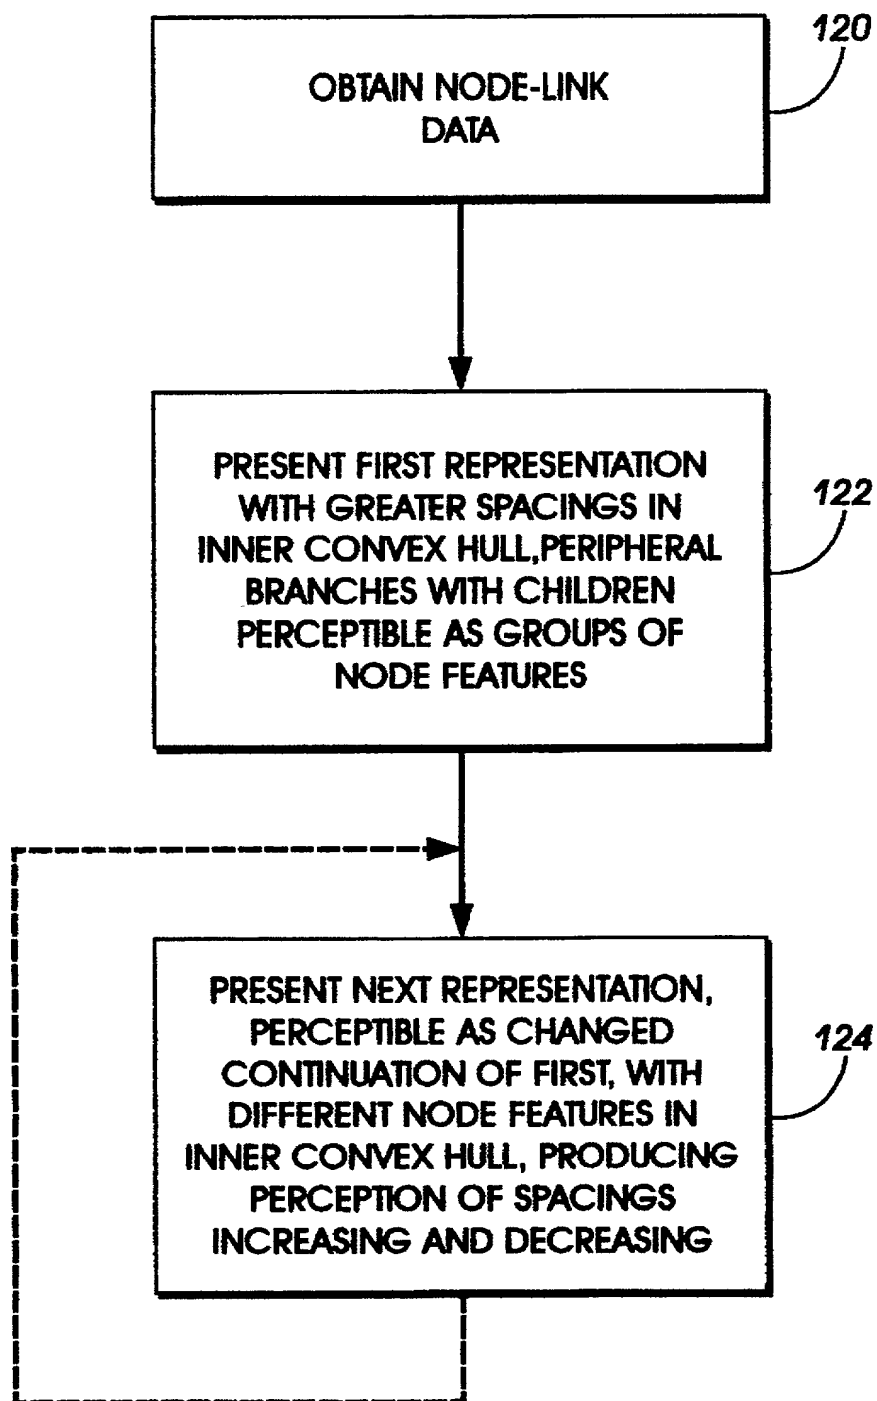 120
OBTAIN NODE-LINK
DATA
PRESENT FIRST REPRESENTATION
WITH GREATER SPACINGS IN
INNER CONVEX HULL,PERIPHERAL
BRANCHES WITH CHILDREN
PERCEPTIBLE AS GROUPS OF
NODE FEATURES
122
PRESENT NEXT REPRESENTATION,
PERCEPTIBLE AS CHANGED
CONTINUATION OF FIRST, WITH
DIFFERENT NODE FEATURES IN
INNER CONVEX HULL, PRODUCING
PERCEPTION OF SPACINGS
INCREASING AND DECREASING
124